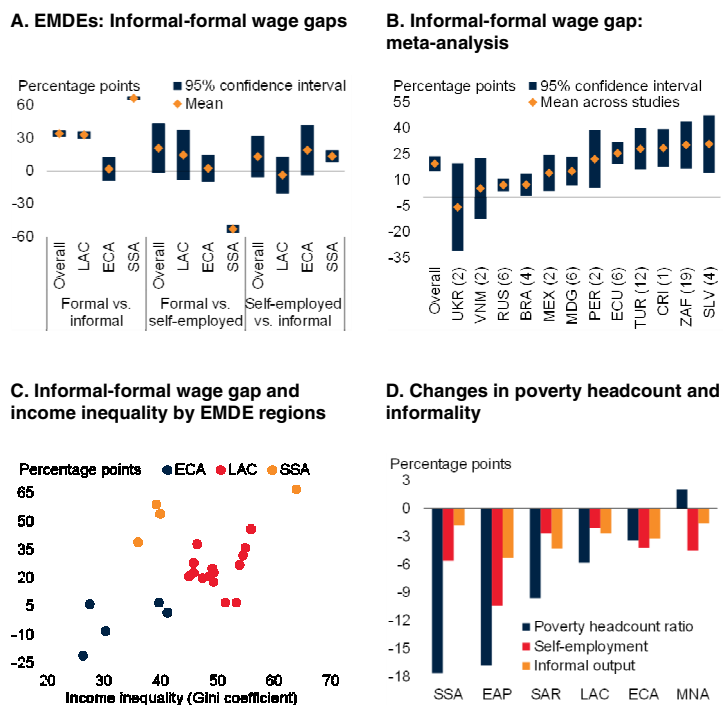 A. EMDEs: Informal-formal wage gaps
Percentage points
95% confidence interval
Mean
60
30
0
-30
-60
Overall
LAC
ECA
SSA
Overall
LAC
ECA
SSA
Overall
LAC
ECA
SSA
Formal vs.
informal
Formal vs.
self-employed
Self-employed
vs. informal
B. Informal-formal wage gap:
meta-analysis
Percentage points
95% confidence interval
Mean across studies
55
40
25
10
-5
-20
-35
Overall
UKR (2)
VNM (2)
RUS (6)
BRA (4)
MEX (2)
MDG (6)
PER (2)
ECU (6)
TUR (12)
CRI (1)
ZAF (19)
SLV (4)
C. Informal-formal wage gap and
income inequality by EMDE regions
Percentage points
ECA LAC SSA
65
50
35
20
5
-10
-25
20 30 40 50 60 70
Income inequality (Gini coefficient)
D. Changes in poverty headcount and
informality
Percentage points
3
0
-3
-6
-9
-12
-15
-18
Poverty headcount ratio
Self-employment
Informal output
SSA EAP SAR LAC ECA MNA